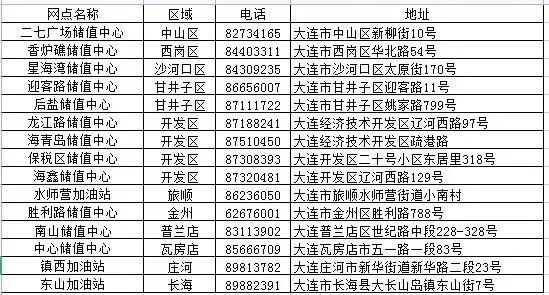 网点名称 区域 电话 地址
二七广场储值中心 中山区 82734165 大连市中山区新柳街10号
香炉礁储值中心 西岗区 84403311 大连市西岗区华北路54号
星海湾储值中心 沙河口区 84309235 大连市沙河口区太原街170号
迎客路储值中心 甘井子区 86656007 大连市甘井子区迎客路11号
后盐储值中心 甘井子区 87111722 大连市甘井子区姚家路799号
龙江路储值中心 开发区 87188241 大连经济技术开发区辽河西路97号
海青岛储值中心 开发区 87510450 大连经济技术开发区疏港路
保税区储值中心 开发区 87308393 大连开发区二十号小区东居里318号
海鑫储值中心 开发区 87320481 大连开发区辽河西路129号
水师营加油站 旅顺 86236050 大连市旅顺水师营街道小南村
胜利路储值中心 金州 62676001 大连市金州区胜利路788号
南山储值中心 普兰店 83113902 大连普兰店区世纪路中段228-328号
中心储值中心 瓦房店 85666709 大连瓦房店市五一路一段83号
镇西加油站 庄河 89813782 大连庄河市新华街道新华路二段23号
东山加油站 长海 89882391 大连市长海县大长山岛镇东山街7号